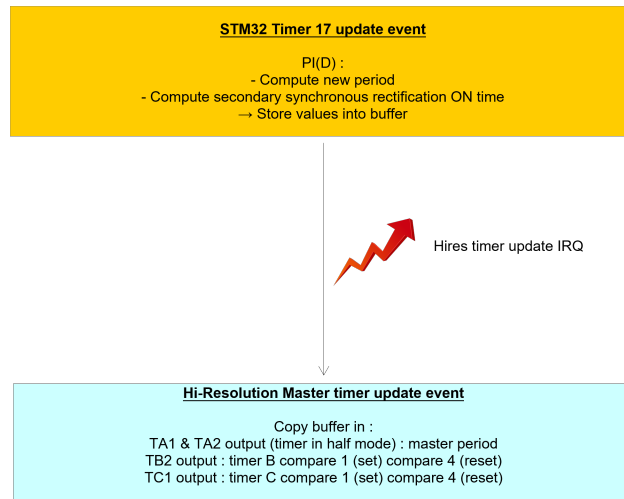 STM32 Timer 17 update event
PI(D) :
- Compute new period
- Compute secondary synchronous rectification ON time
→ Store values into buffer
Hires timer update IRQ
Hi-Resolution Master timer update event
Copy buffer in :
TA1 & TA2 output (timer in half mode) : master period
TB2 output : timer B compare 1 (set) compare 4 (reset)
TC1 output : timer C compare 1 (set) compare 4 (reset)